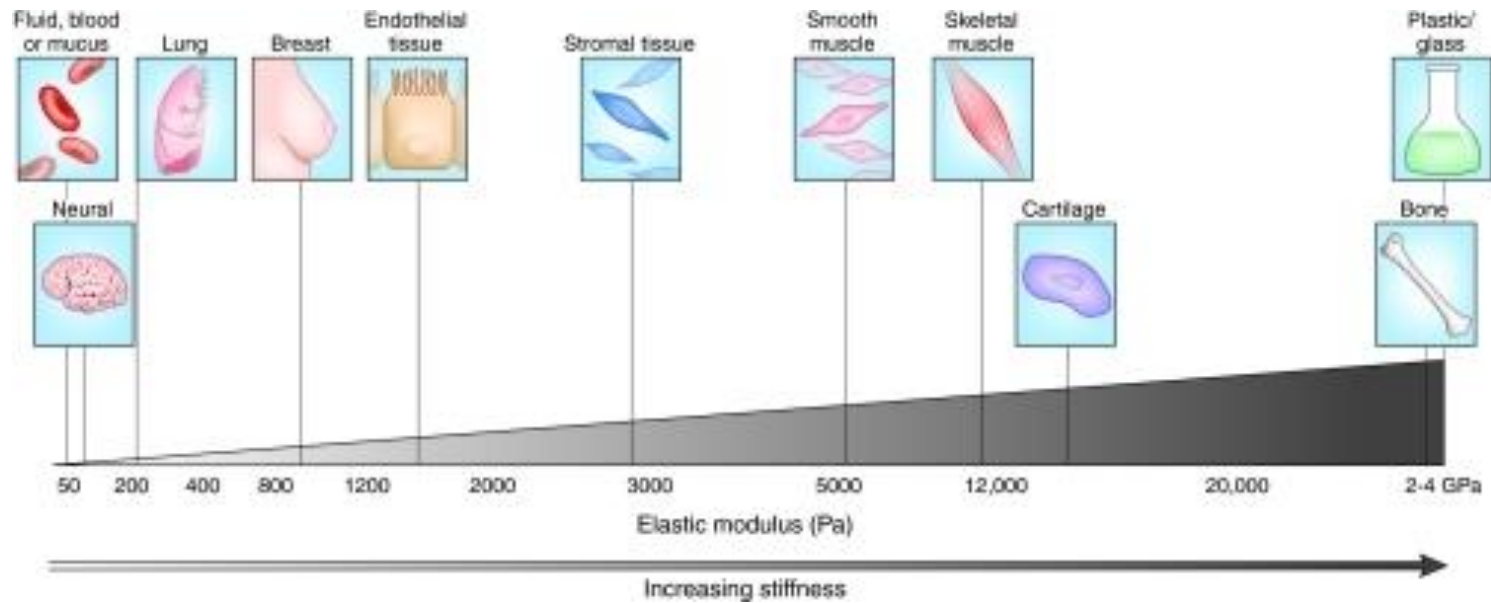 Fluid, blood
or mucus
Lung
Breast
Endothelial
tissue
Stromal tissue
Smooth
muscle
Skeletal
muscle
Plastic/
glass
Neural
Cartilage
Bone
50 200 400 800 1200 2000 3000 5000 12,000 20,000 2-4 GPa
Elastic modulus (Pa)
Increasing stiffness